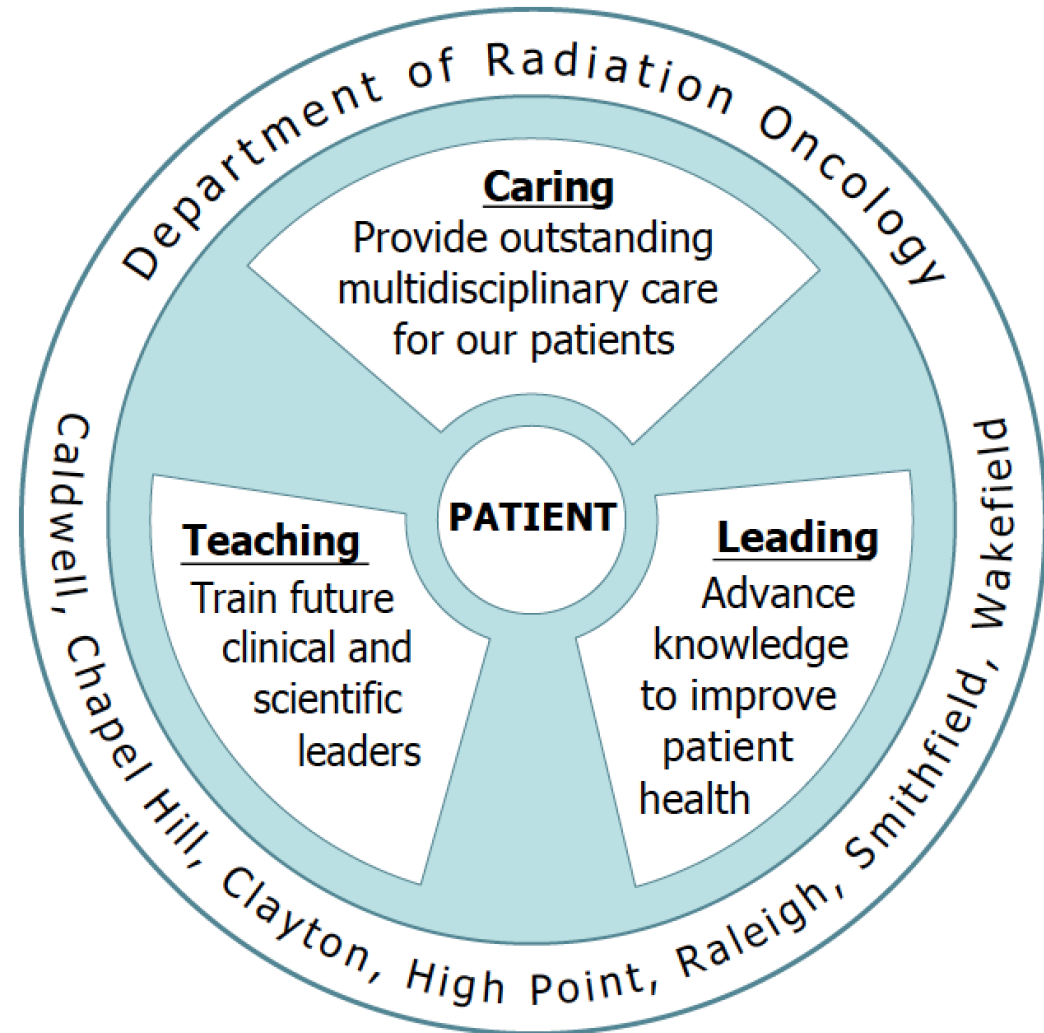 Department of Radiation Oncology
Caring
Provide outstanding
multidisciplinary care
for our patients
PATIENT
Teaching
Train future
clinical and
scientific
leaders
Leading
Advance
knowledge
to improve
patient
health
Caldwell, Chapel Hill, Clayton, High Point, Raleigh, Smithfield, Wakefield